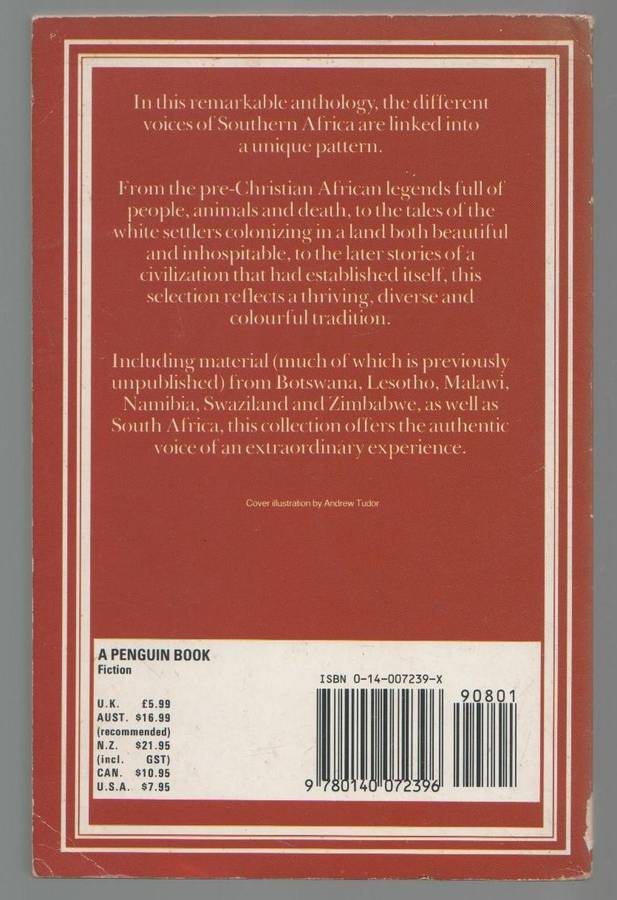 In this remarkable anthology, the different
voices of Southern Africa are linked into
a unique pattern.
From the pre-Christian African legends full of
people, animals and death, to the tales of the
white settlers colonizing in a land both beautiful
and inhospitable, to the later stories of a
civilization that had established itself, this
selection reflects a thriving, diverse and
colourful tradition.
Including material (much of which is previously
unpublished) from Botswana, Lesotho, Malawi,
Namibia, Swaziland and Zimbabwe, as well as
South Africa, this collection offers the authentic
voice of an extraordinary experience.
Cover illustration by Andrew Tudor
A PENGUIN BOOK
Fiction
U.K. £5.99
AUST. $16.99
(recommended)
N.Z. $21.95
(incl. GST)
CAN. $10.95
U.S.A. $7.95
ISBN 0-14-007239-X
90801
9 780140 072396